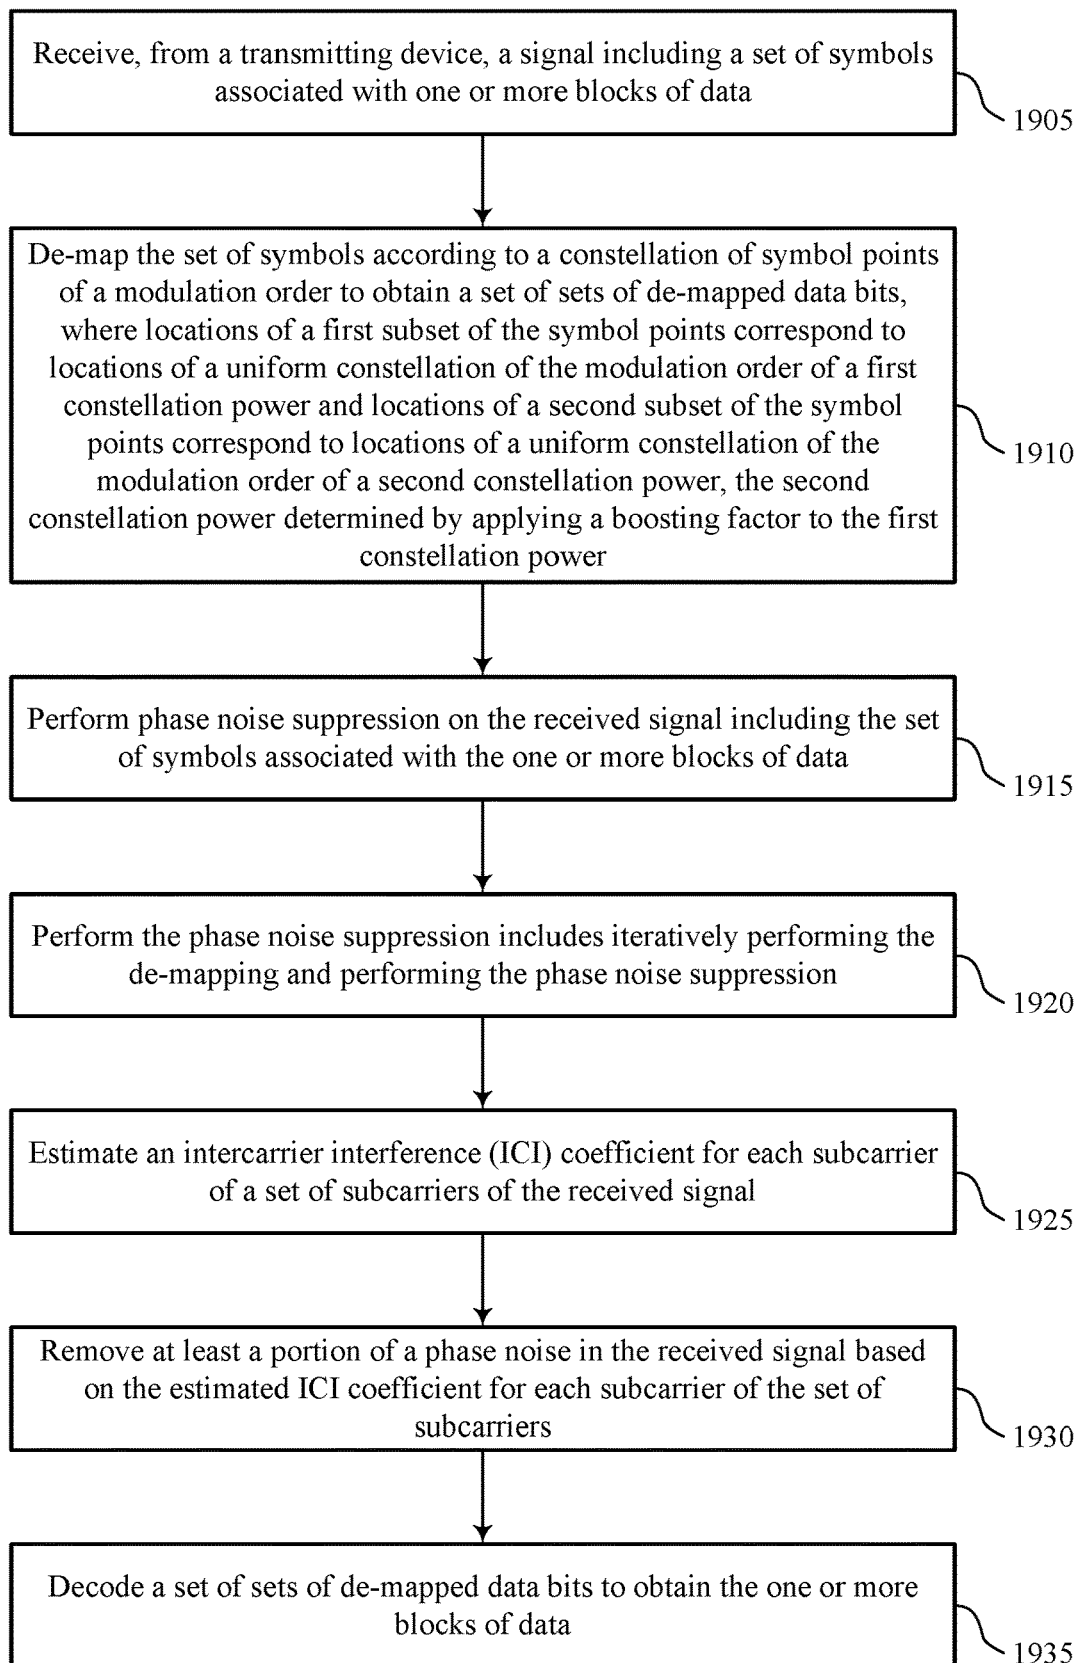 Receive, from a transmitting device, a signal including a set of symbols
associated with one or more blocks of data
1905
De-map the set of symbols according to a constellation of symbol points
of a modulation order to obtain a set of sets of de-mapped data bits,
where locations of a first subset of the symbol points correspond to
locations of a uniform constellation of the modulation order of a first
constellation power and locations of a second subset of the symbol
points correspond to locations of a uniform constellation of the
modulation order of a second constellation power, the second
constellation power determined by applying a boosting factor to the first
constellation power
1910
Perform phase noise suppression on the received signal including the set
of symbols associated with the one or more blocks of data
1915
Perform the phase noise suppression includes iteratively performing the
de-mapping and performing the phase noise suppression
1920
Estimate an intercarrier interference (ICI) coefficient for each subcarrier
of a set of subcarriers of the received signal
1925
Remove at least a portion of a phase noise in the received signal based
on the estimated ICI coefficient for each subcarrier of the set of
subcarriers
1930
Decode a set of sets of de-mapped data bits to obtain the one or more
blocks of data
1935